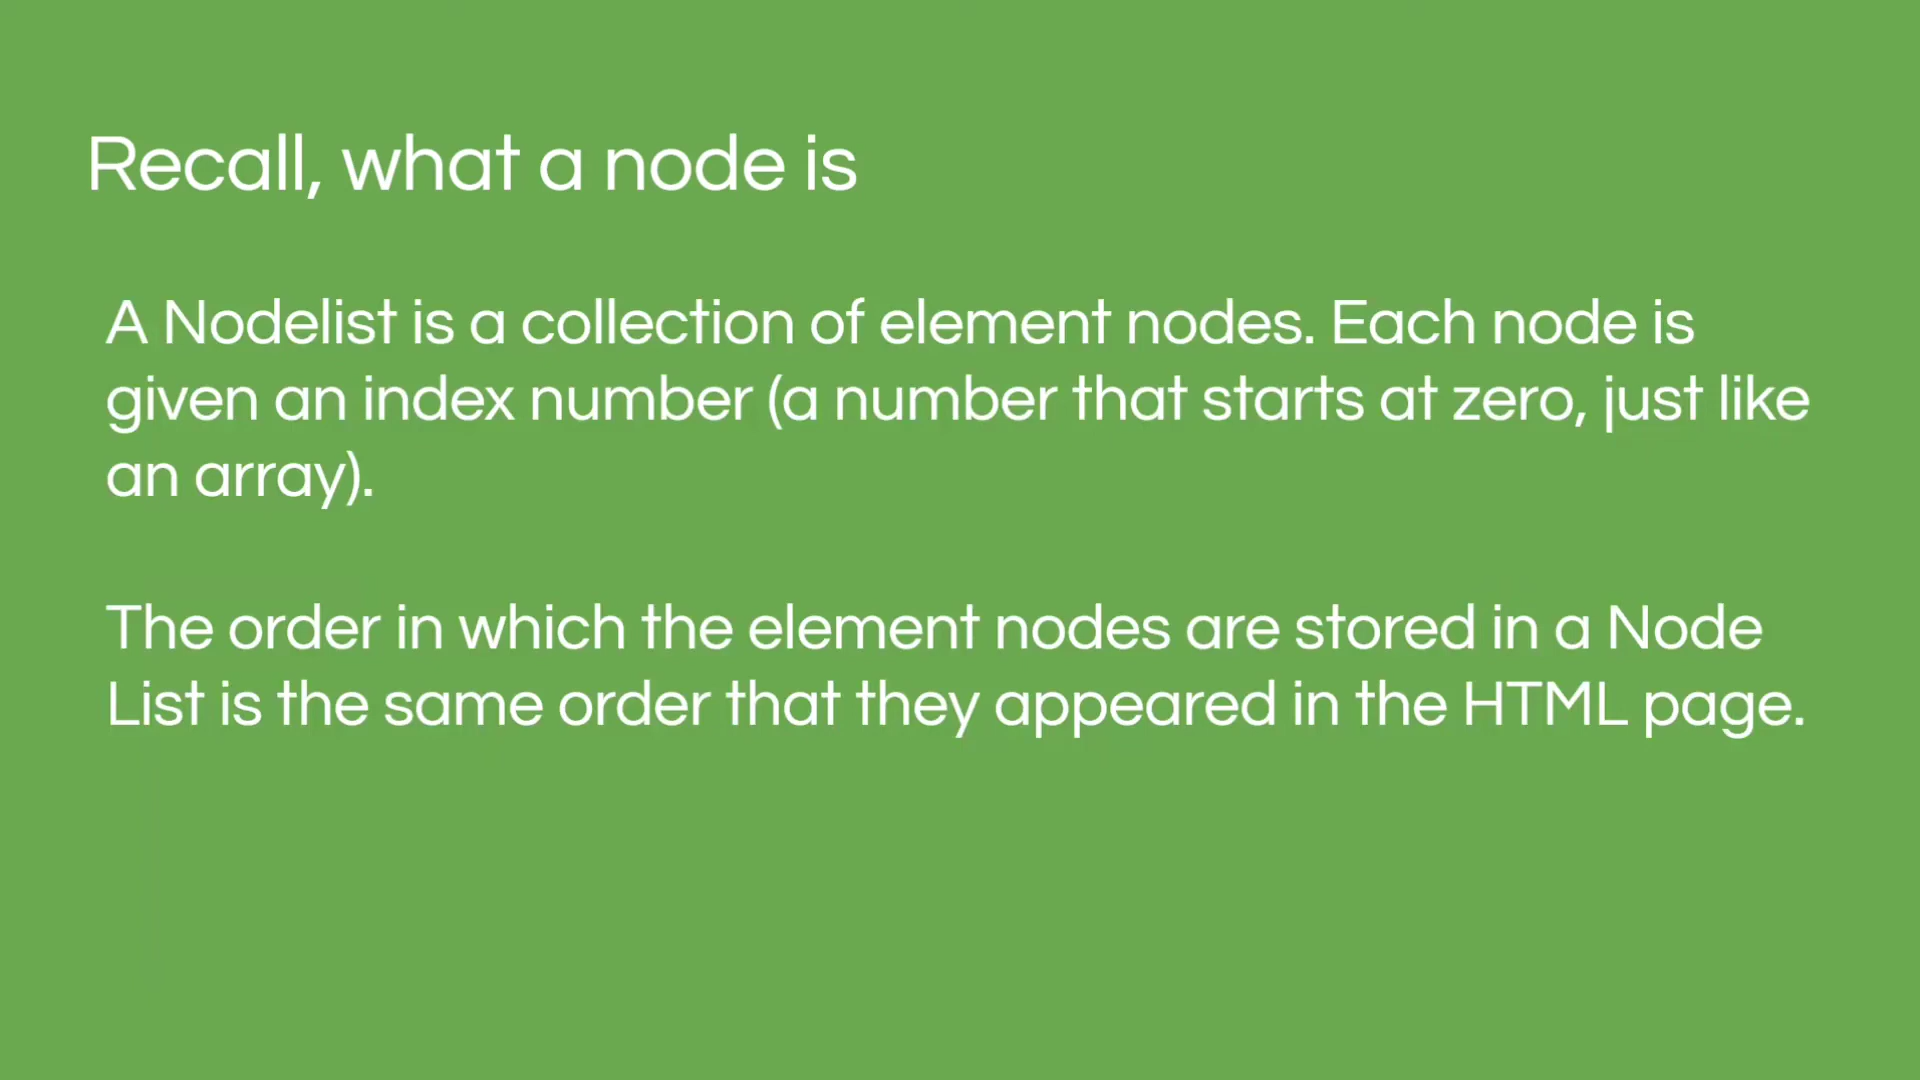 Recall, what a node is
A Nodelist is a collection of element nodes. Each node is
given an index number (a number that starts at zero, just like
an array).
The order in which the element nodes are stored in a Node
List is the same order that they appeared in the HTML page.